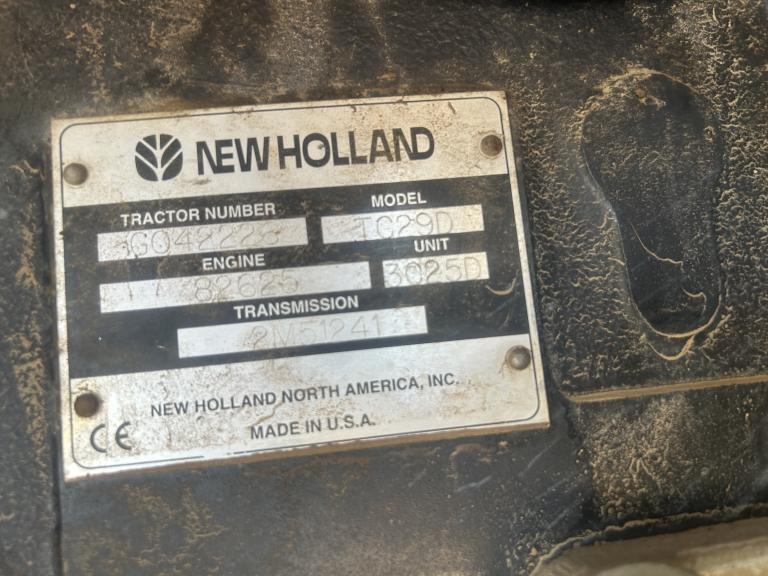 NEW HOLLAND
TRACTOR NUMBER MODEL
G042223 TC29D
ENGINE UNIT
82625 3025D
TRANSMISSION
2M51241
NEW HOLLAND NORTH AMERICA, INC.
CE MADE IN U.S.A.